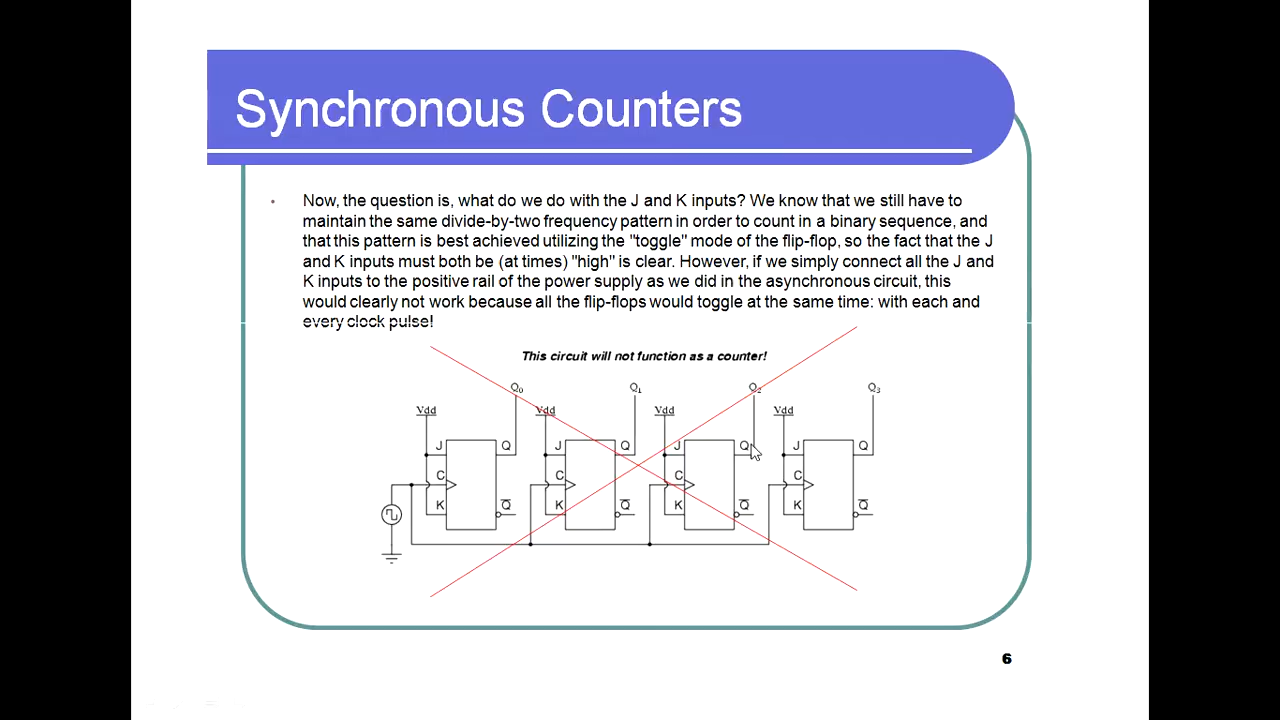 Synchronous Counters
• Now, the question is, what do we do with the J and K inputs? We know that we still have to
maintain the same divide-by-two frequency pattern in order to count in a binary sequence, and
that this pattern is best achieved utilizing the "toggle" mode of the flip-flop, so the fact that the J
and K inputs must both be (at times) "high" is clear. However, if we simply connect all the J and
K inputs to the positive rail of the power supply as we did in the asynchronous circuit, this
would clearly not work because all the flip-flops would toggle at the same time: with each and
every clock pulse!
This circuit will not function as a counter!
Q0 Q1 Q2 Q3
Vdd Vdd Vdd Vdd
J Q J Q J Q J Q
C C C C
K Q̅ K Q̅ K Q̅ K Q̅
6